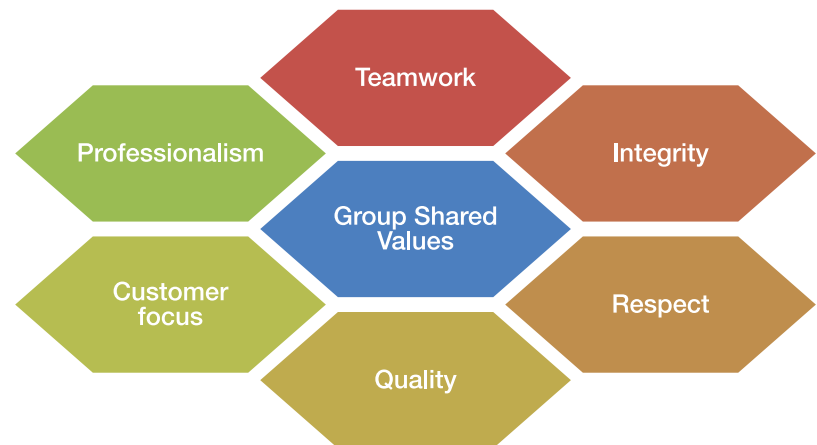 Teamwork
Professionalism
Integrity
Group Shared
Values
Customer
focus
Respect
Quality